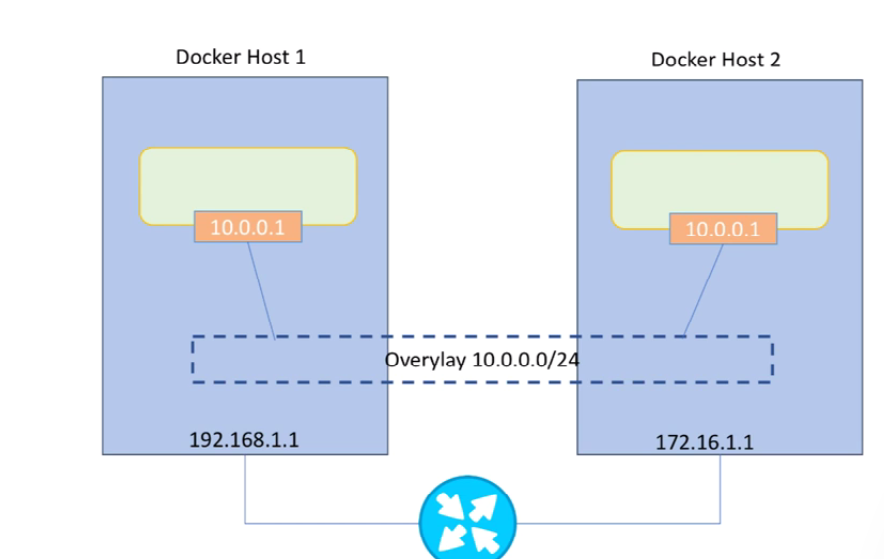 Docker Host 1
Docker Host 2
10.0.0.1
10.0.0.1
Overylay 10.0.0.0/24
192.168.1.1
172.16.1.1